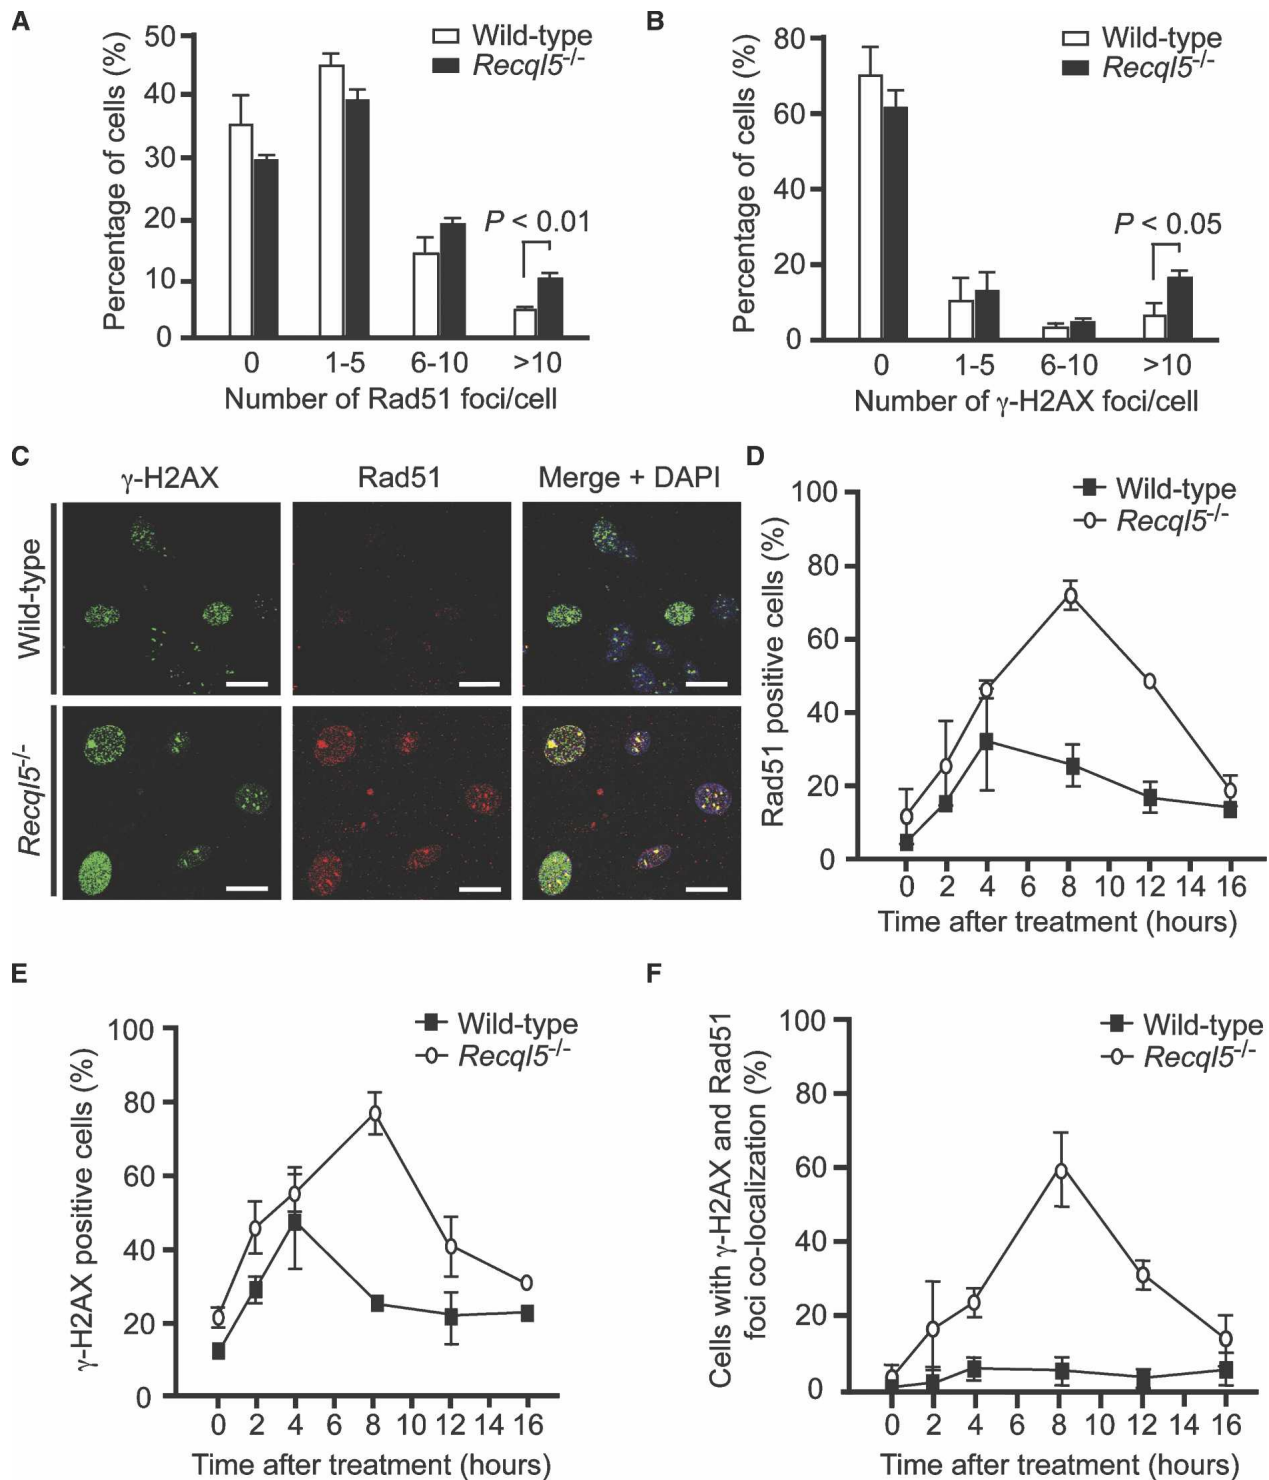 A
Percentage of cells (%)
50
40
30
20
10
0
Wild-type
Recql5-/-
P < 0.01
0 1-5 6-10 >10
Number of Rad51 foci/cell
B
Percentage of cells (%)
80
60
40
20
0
Wild-type
Recql5-/-
P < 0.05
0 1-5 6-10 >10
Number of γ-H2AX foci/cell
C
γ-H2AX Rad51 Merge + DAPI
Wild-type
Recql5-/-
D
Rad51 positive cells (%)
100
80
60
40
20
0
Wild-type
Recql5-/-
0 2 4 6 8 10 12 14 16
Time after treatment (hours)
E
γ-H2AX positive cells (%)
100
80
60
40
20
0
Wild-type
Recql5-/-
0 2 4 6 8 10 12 14 16
Time after treatment (hours)
F
Cells with γ-H2AX and Rad51
foci co-localization (%)
100
80
60
40
20
0
Wild-type
Recql5-/-
0 2 4 6 8 10 12 14 16
Time after treatment (hours)